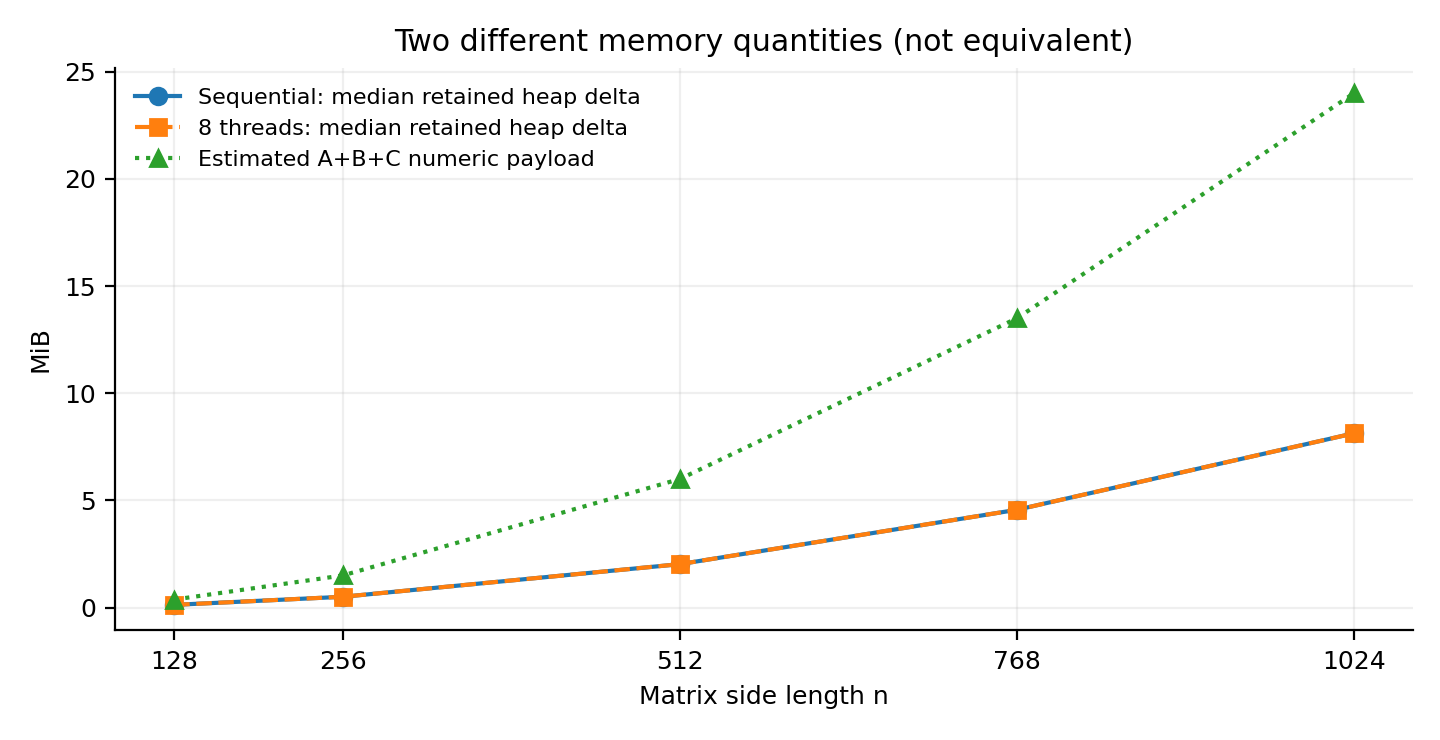 Two different memory quantities (not equivalent)
25
Sequential: median retained heap delta
8 threads: median retained heap delta
Estimated A+B+C numeric payload
20
15
10
5
0
MiB
128 256 512 768 1024
Matrix side length n